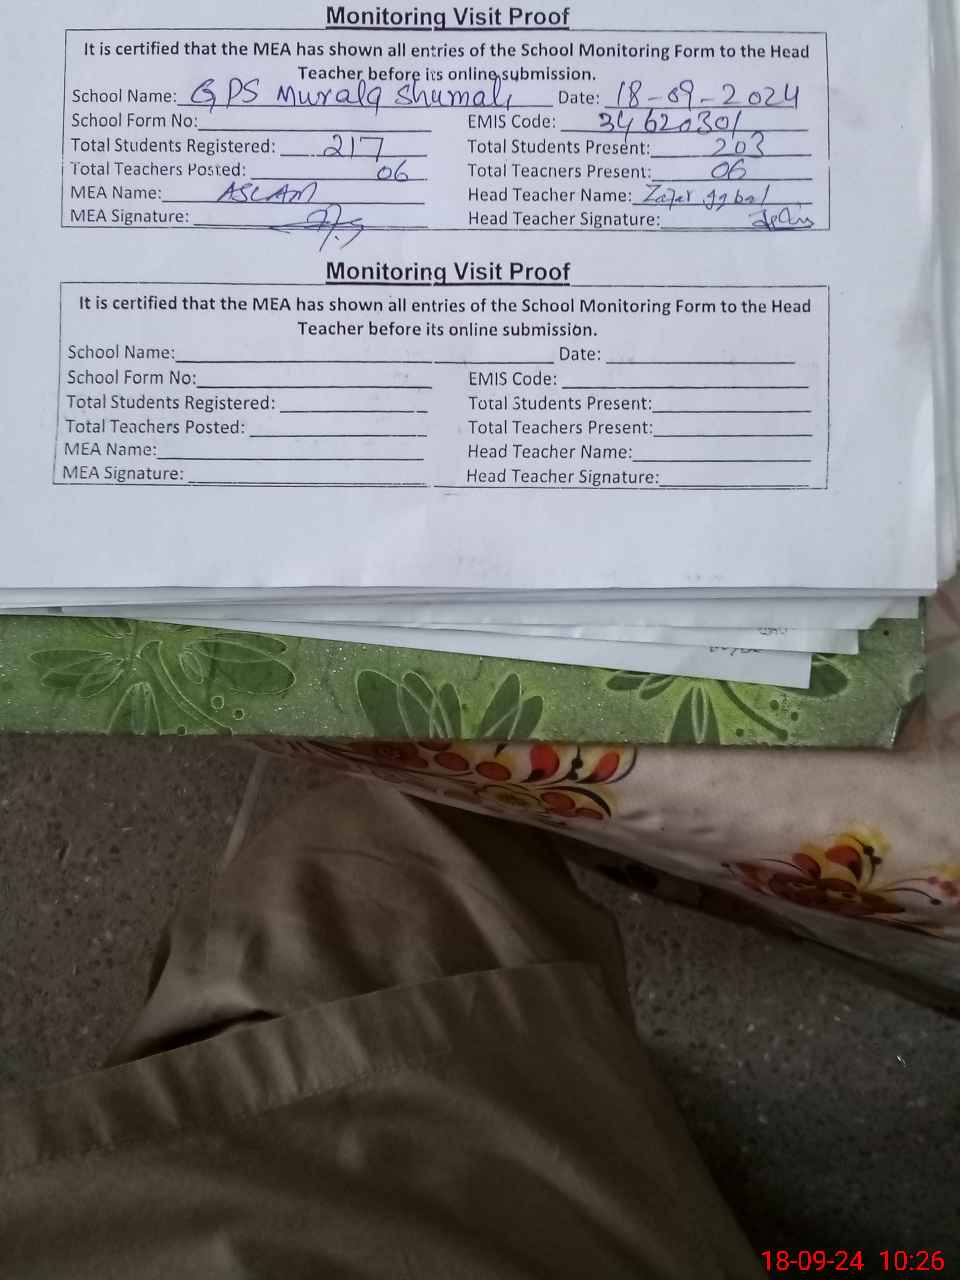 Monitoring Visit Proof
It is certified that the MEA has shown all entries of the School Monitoring Form to the Head
Teacher before its online submission.
School Name: GPS Murala Shumali Date: 18-09-2024
School Form No: EMIS Code: 34620301
Total Students Registered: 217 Total Students Present: 203
Total Teachers Posted: 06 Total Teachers Present: 06
MEA Name: ASLAM Head Teacher Name: Zafar Iqbal
MEA Signature: Head Teacher Signature:
Monitoring Visit Proof
It is certified that the MEA has shown all entries of the School Monitoring Form to the Head
Teacher before its online submission.
School Name: Date:
School Form No: EMIS Code:
Total Students Registered: Total Students Present:
Total Teachers Posted: Total Teachers Present:
MEA Name: Head Teacher Name:
MEA Signature: Head Teacher Signature:
18-09-24 10:26